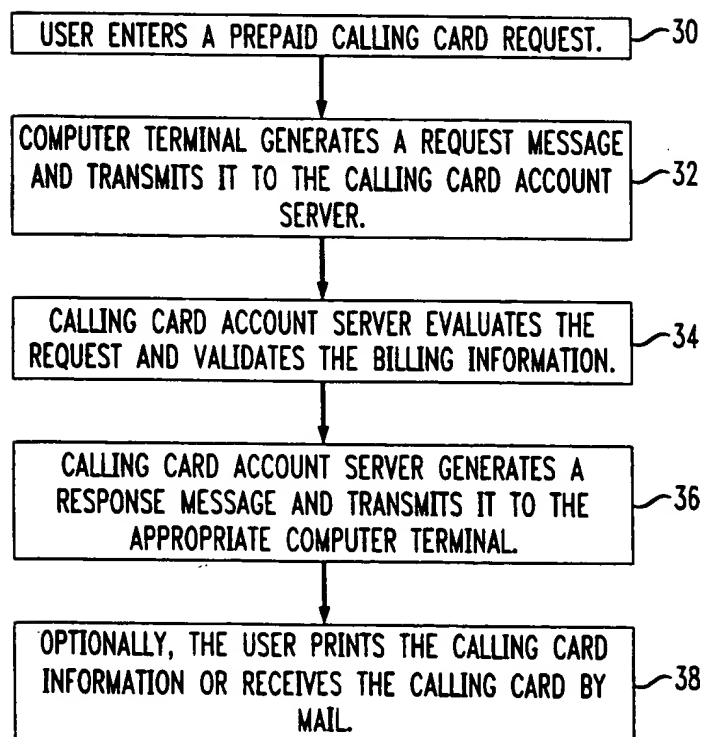 USER ENTERS A PREPAID CALLING CARD REQUEST.
30
COMPUTER TERMINAL GENERATES A REQUEST MESSAGE
AND TRANSMITS IT TO THE CALLING CARD ACCOUNT
SERVER.
32
CALLING CARD ACCOUNT SERVER EVALUATES THE
REQUEST AND VALIDATES THE BILLING INFORMATION.
34
CALLING CARD ACCOUNT SERVER GENERATES A
RESPONSE MESSAGE AND TRANSMITS IT TO THE
APPROPRIATE COMPUTER TERMINAL.
36
OPTIONALLY, THE USER PRINTS THE CALLING CARD
INFORMATION OR RECEIVES THE CALLING CARD BY
MAIL.
38